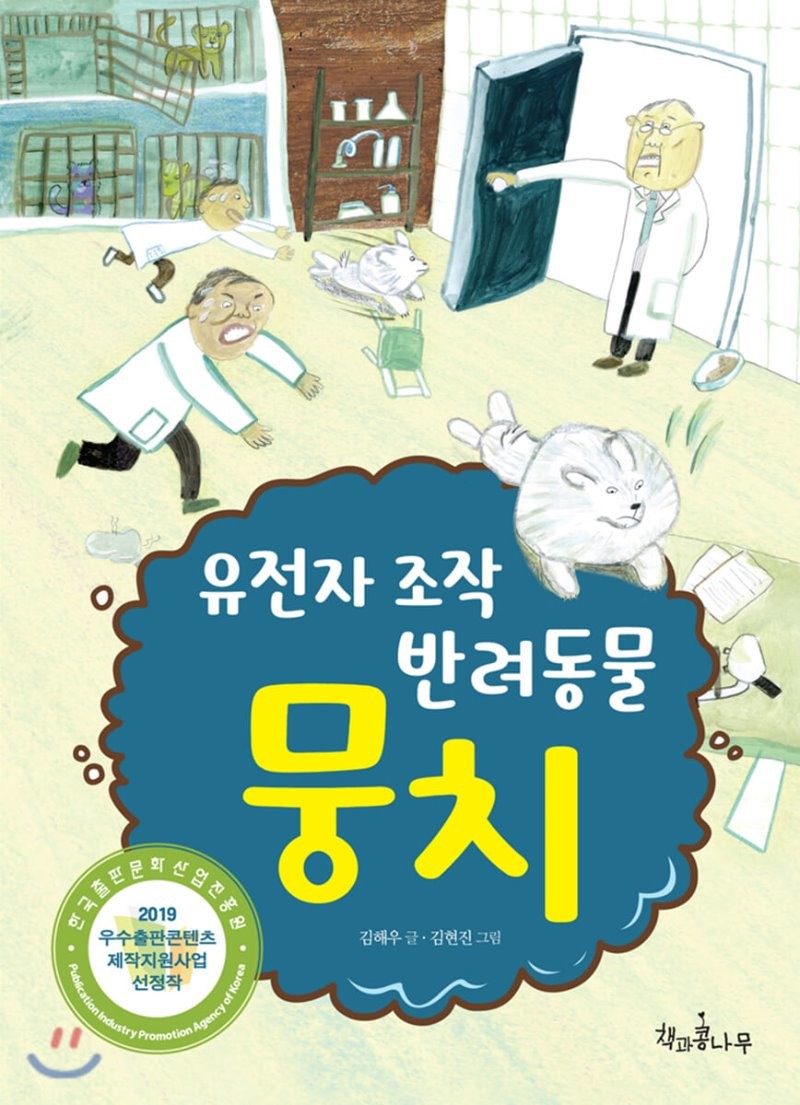 유전자 조작
반려동물
뭉치
김해우 글 · 김현진 그림
한국출판문화산업진흥원
2019
우수출판콘텐츠
제작지원사업
선정작
Publication Industry Promotion Agency of Korea
책과콩나무